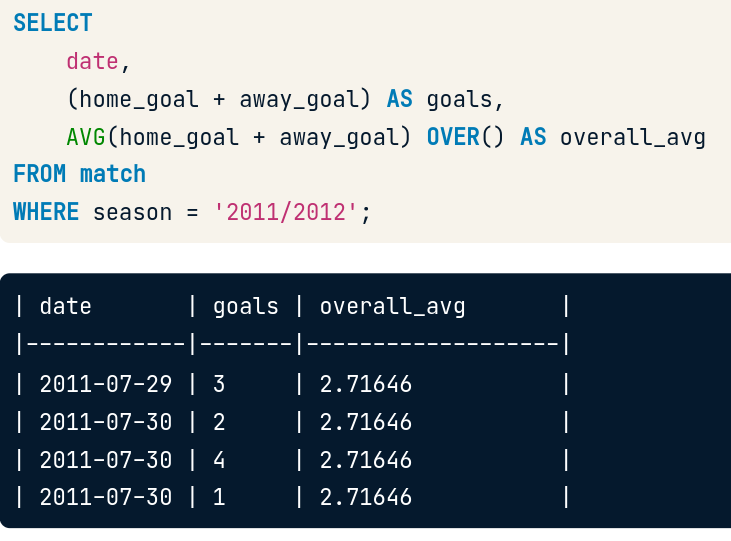 SELECT
    date,
    (home_goal + away_goal) AS goals,
    AVG(home_goal + away_goal) OVER() AS overall_avg
FROM match
WHERE season = '2011/2012';
| date       | goals | overall_avg       |
|------------|-------|-------------------|
| 2011-07-29 | 3     | 2.71646           |
| 2011-07-30 | 2     | 2.71646           |
| 2011-07-30 | 4     | 2.71646           |
| 2011-07-30 | 1     | 2.71646           |